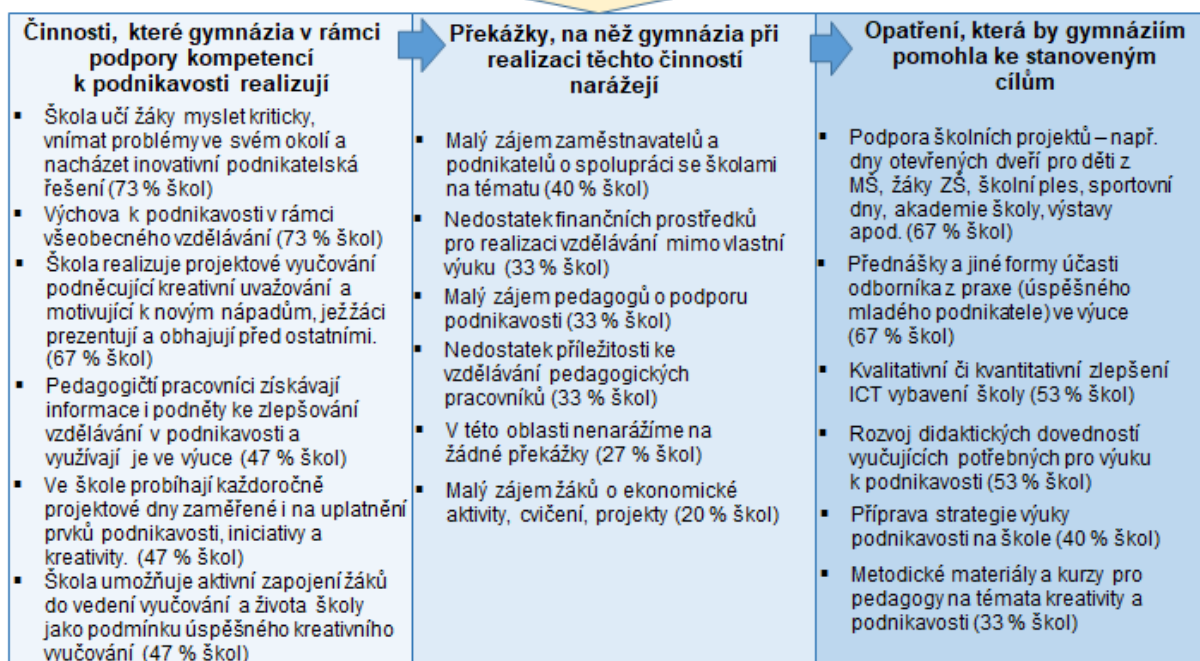 Činnosti, které gymnázia v rámci
podpory kompetencí
k podnikavosti realizují
▪ Škola učí žáky myslet kriticky,
vnímat problémy ve svém okolí a
nacházet inovativní podnikatelská
řešení (73 % škol)
▪ Výchova k podnikavosti v rámci
všeobecného vzdělávání (73 % škol)
▪ Škola realizuje projektové vyučování
podněcující kreativní uvažování a
motivující k novým nápadům, jež žáci
prezentují a obhajují před ostatními.
(67 % škol)
▪ Pedagogičtí pracovníci získávají
informace i podněty ke zlepšování
vzdělávání v podnikavosti a
využívají je ve výuce (47 % škol)
▪ Ve škole probíhají každoročně
projektové dny zaměřené i na uplatnění
prvků podnikavosti, iniciativy a
kreativity. (47 % škol)
▪ Škola umožňuje aktivní zapojení žáků
do vedení vyučování a života školy
jako podmínku úspěšného kreativního
vyučování (47 % škol)
Překážky, na něž gymnázia při
realizaci těchto činností
narážejí
▪ Malý zájem zaměstnavatelů a
podnikatelů o spolupráci se školami
na tématu (40 % škol)
▪ Nedostatek finančních prostředků
pro realizaci vzdělávání mimo vlastní
výuku (33 % škol)
▪ Malý zájem pedagogů o podporu
podnikavosti (33 % škol)
▪ Nedostatek příležitosti ke
vzdělávání pedagogických
pracovníků (33 % škol)
▪ V této oblasti nenarážíme na
žádné překážky (27 % škol)
▪ Malý zájem žáků o ekonomické
aktivity, cvičení, projekty (20 % škol)
Opatření, která by gymnáziím
pomohla ke stanoveným
cílům
▪ Podpora školních projektů – např.
dny otevřených dveří pro děti z
MŠ, žáky ZŠ, školní ples, sportovní
dny, akademie školy, výstavy
apod. (67 % škol)
▪ Přednášky a jiné formy účasti
odborníka z praxe (úspěšného
mladého podnikatele) ve výuce
(67 % škol)
▪ Kvalitativní či kvantitativní zlepšení
ICT vybavení školy (53 % škol)
▪ Rozvoj didaktických dovedností
vyučujících potřebných pro výuku
k podnikavosti (53 % škol)
▪ Příprava strategie výuky
podnikavosti na škole (40 % škol)
▪ Metodické materiály a kurzy pro
pedagogy na témata kreativity a
podnikavosti (33 % škol)